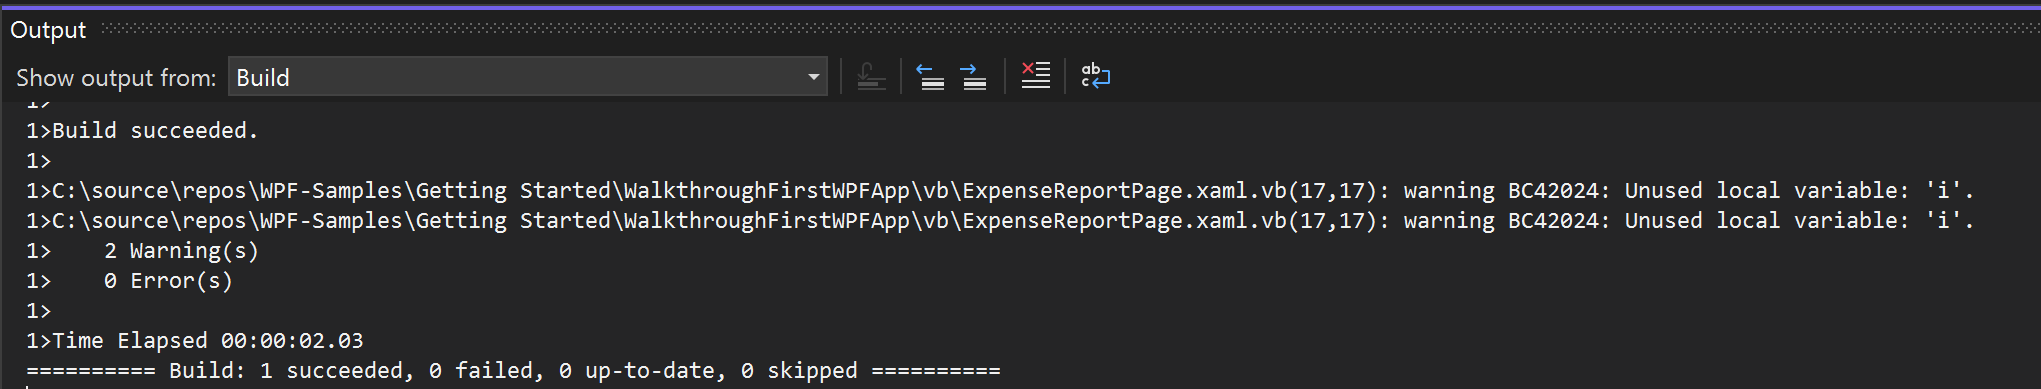 Output
Show output from: Build
1>
1>Build succeeded.
1>
1>C:\source\repos\WPF-Samples\Getting Started\WalkthroughFirstWPFApp\vb\ExpenseReportPage.xaml.vb(17,17): warning BC42024: Unused local variable: 'i'.
1>C:\source\repos\WPF-Samples\Getting Started\WalkthroughFirstWPFApp\vb\ExpenseReportPage.xaml.vb(17,17): warning BC42024: Unused local variable: 'i'.
1>    2 Warning(s)
1>    0 Error(s)
1>
1>Time Elapsed 00:00:02.03
========== Build: 1 succeeded, 0 failed, 0 up-to-date, 0 skipped ==========